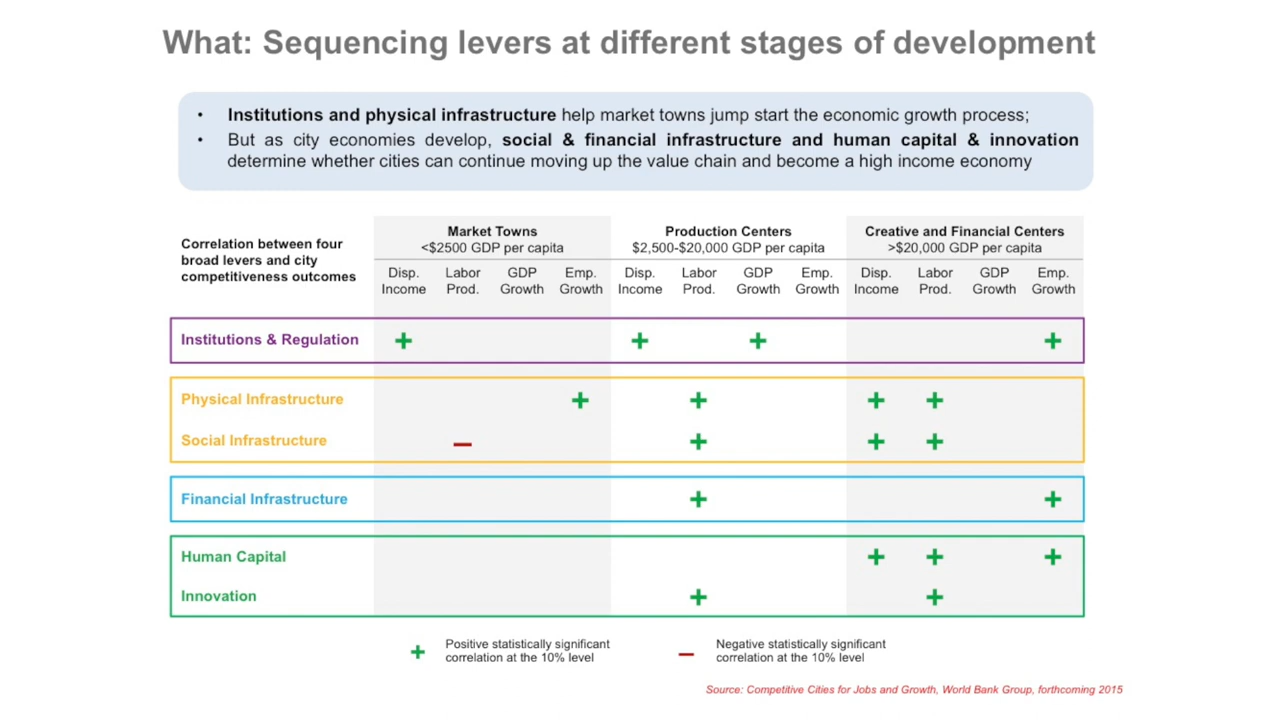 What: Sequencing levers at different stages of development
• Institutions and physical infrastructure help market towns jump start the economic growth process;
• But as city economies develop, social & financial infrastructure and human capital & innovation
determine whether cities can continue moving up the value chain and become a high income economy
Correlation between four
broad levers and city
competitiveness outcomes
Market Towns
<$2500 GDP per capita
Production Centers
$2,500-$20,000 GDP per capita
Creative and Financial Centers
>$20,000 GDP per capita
Disp. Labor GDP Emp. Disp. Labor GDP Emp. Disp. Labor GDP Emp.
Income Prod. Growth Growth Income Prod. Growth Growth Income Prod. Growth Growth
Institutions & Regulation + + + +
Physical Infrastructure + + + +
Social Infrastructure – + + +
Financial Infrastructure + +
Human Capital + + +
Innovation + +
+ Positive statistically significant
correlation at the 10% level
– Negative statistically significant
correlation at the 10% level
Source: Competitive Cities for Jobs and Growth, World Bank Group, forthcoming 2015